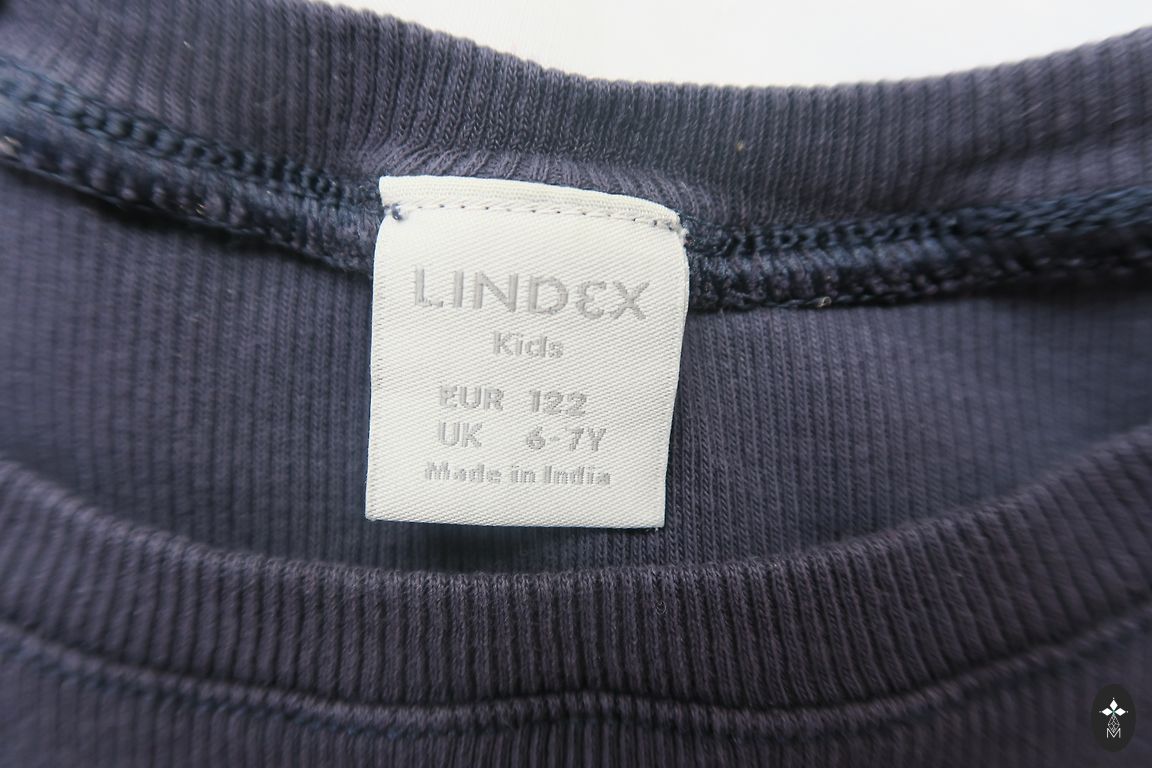 LINDEX
Kids
EUR 122
UK 6-7Y
Made in India
M